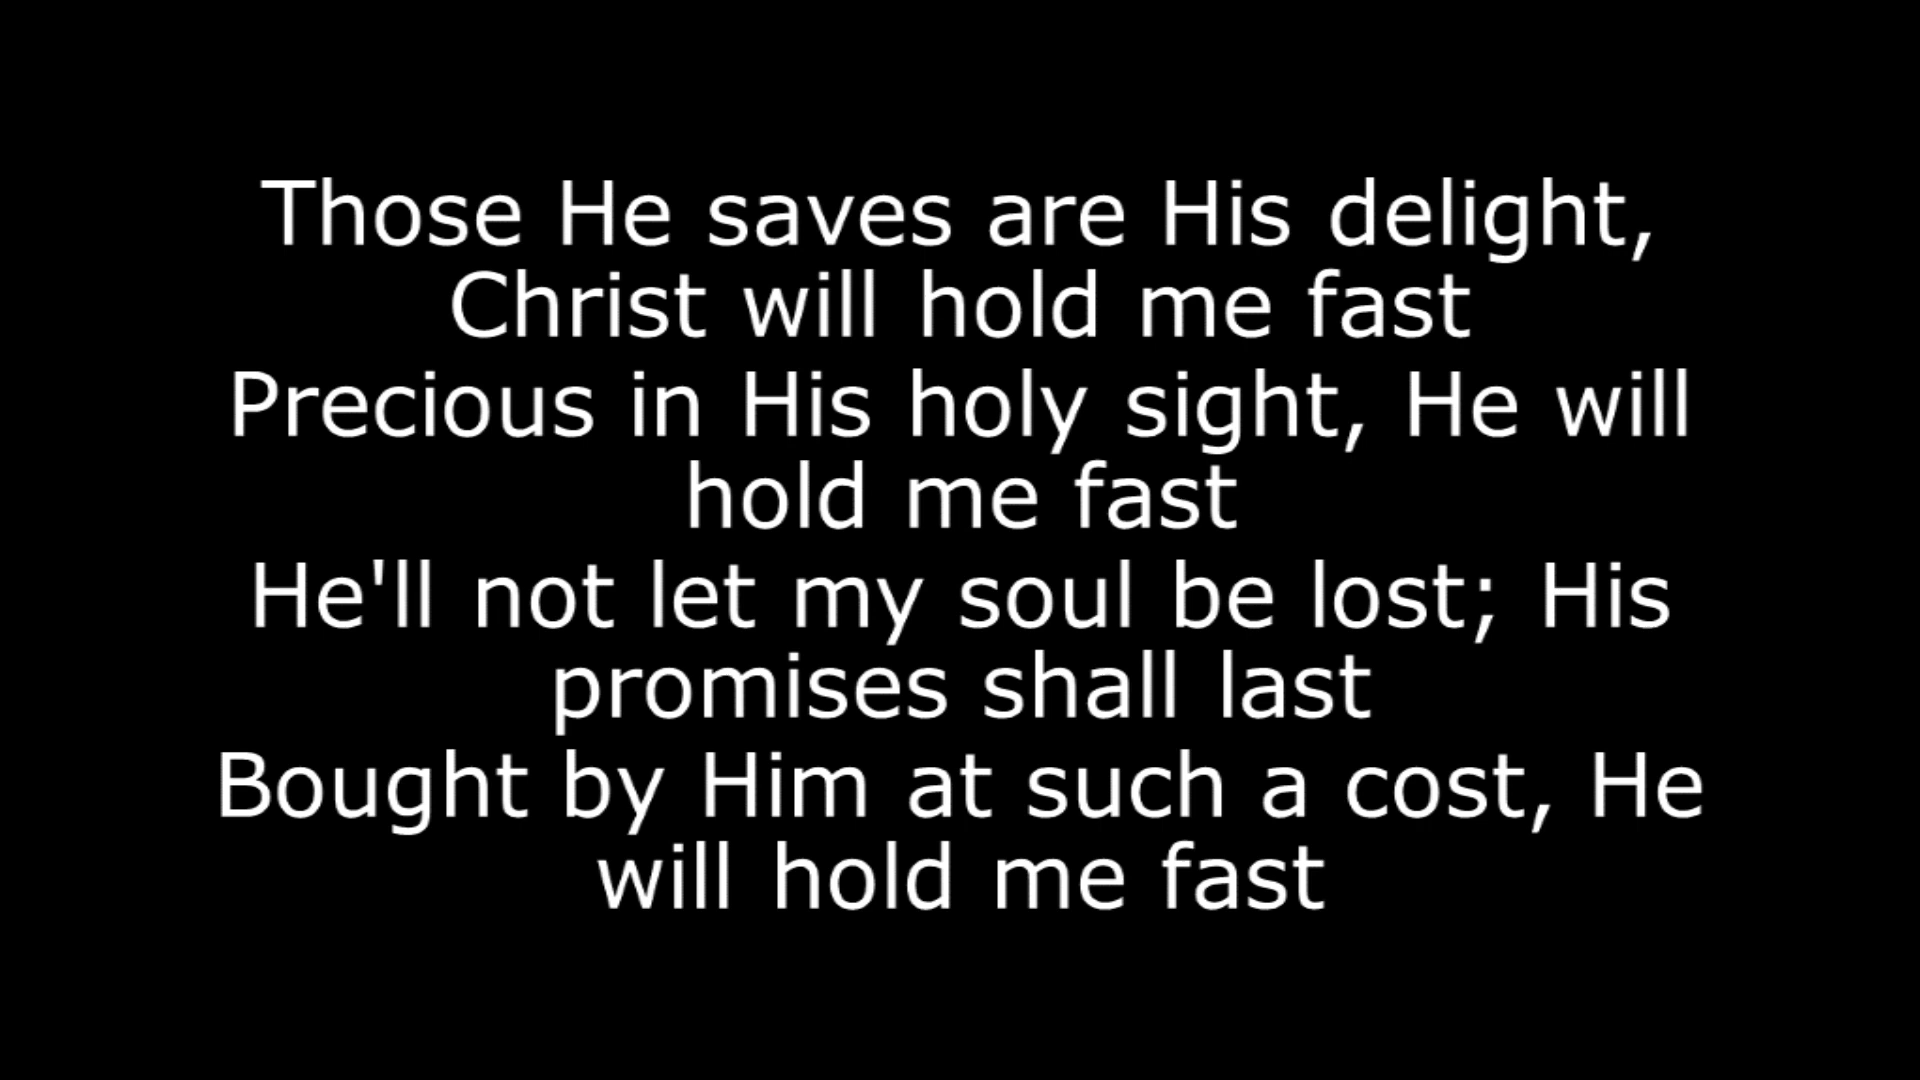 Those He saves are His delight,
Christ will hold me fast
Precious in His holy sight, He will
hold me fast
He'll not let my soul be lost; His
promises shall last
Bought by Him at such a cost, He
will hold me fast